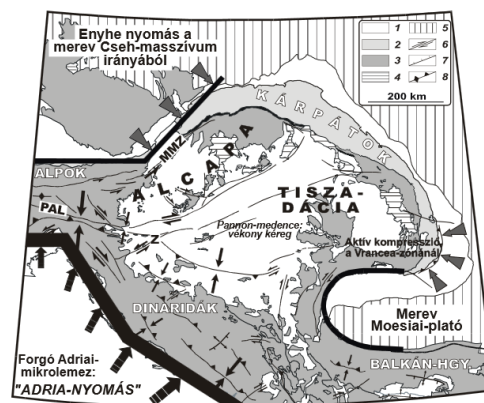 Enyhe nyomás a
merev Cseh-masszívum
irányából
1 5
2 6
3 7
4 8
200 km
KÁRPÁTOK
MMZ
ALCAPA
ALPOK
TISZA-
DÁCIA
PAL
Pannon-medence:
vékony kéreg
Z
Aktív kompresszió
a Vrancea-zónánál
DINÁRIDÁK
Merev
Moesiai-plató
Forgó Adriai-
mikrolemez:
"ADRIA-NYOMÁS"
BALKÁN-HGY